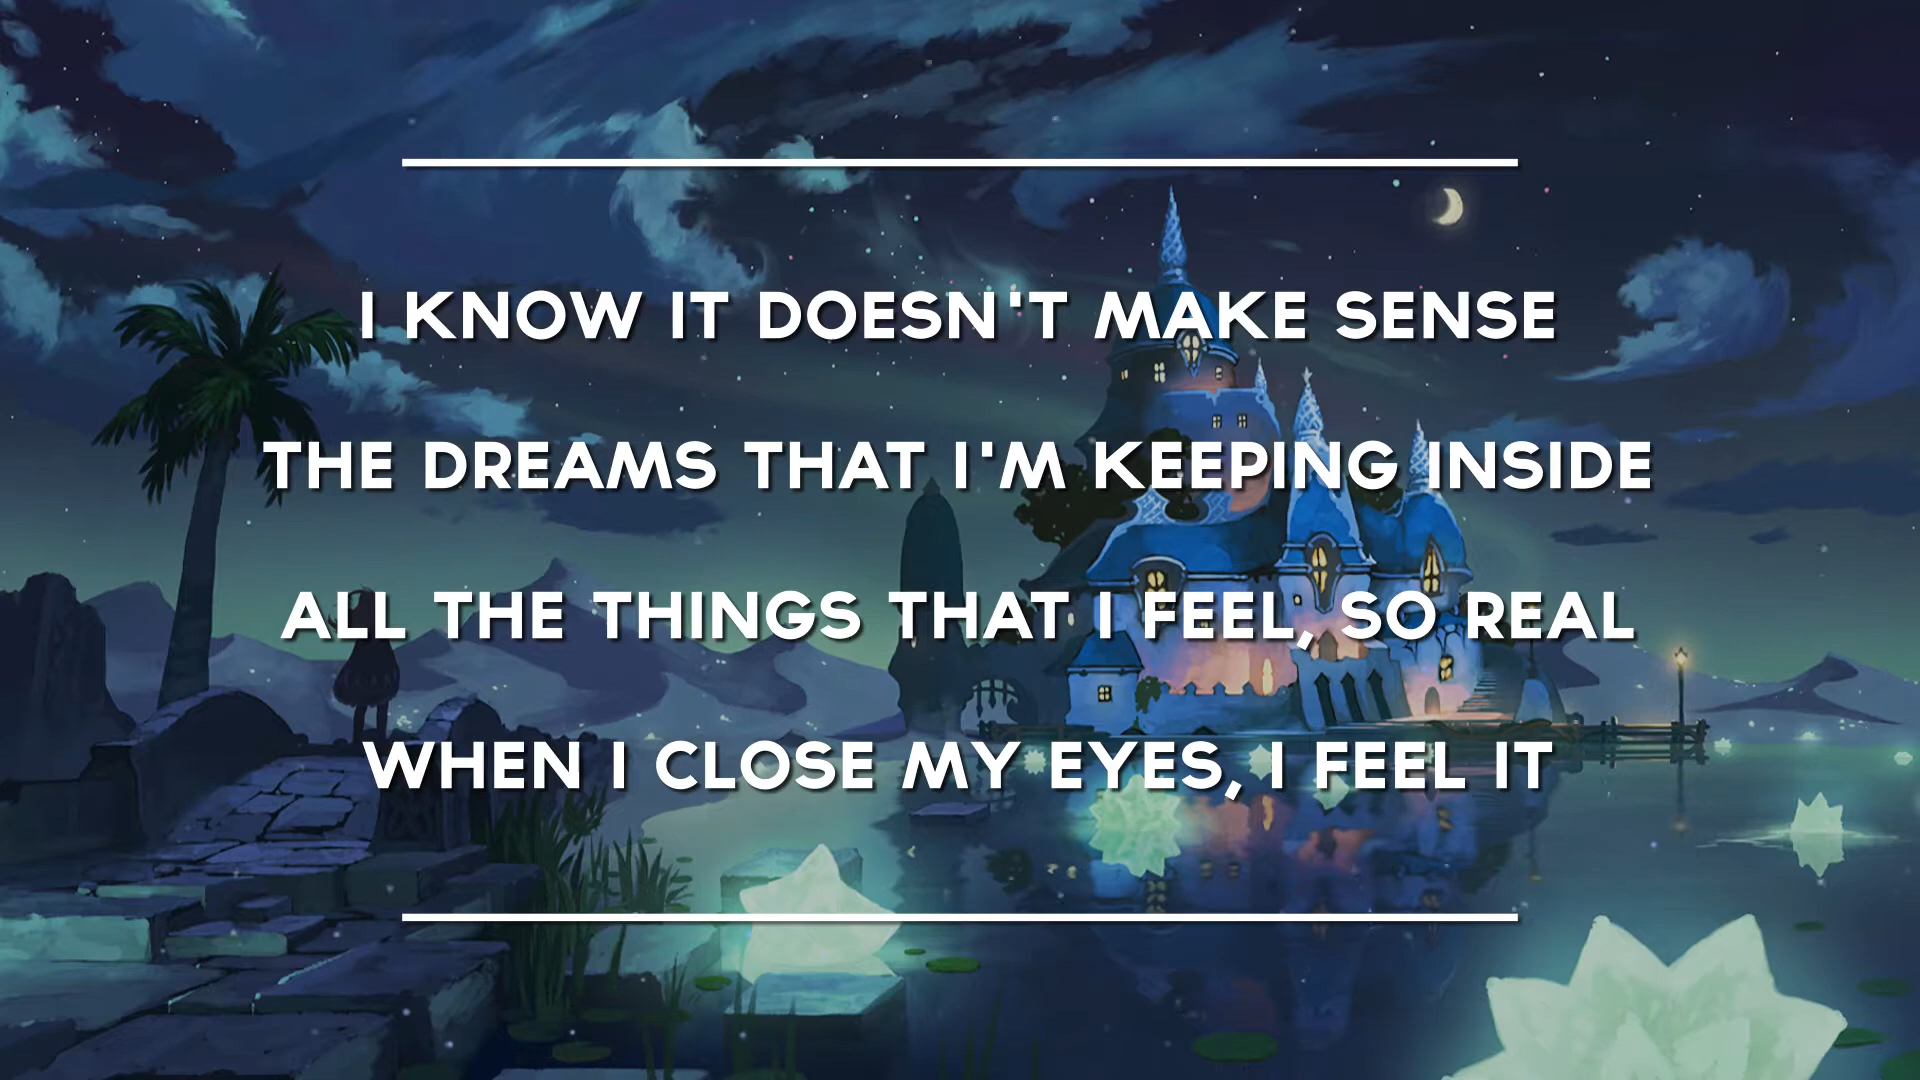 I KNOW IT DOESN'T MAKE SENSE
THE DREAMS THAT I'M KEEPING INSIDE
ALL THE THINGS THAT I FEEL, SO REAL
WHEN I CLOSE MY EYES, I FEEL IT